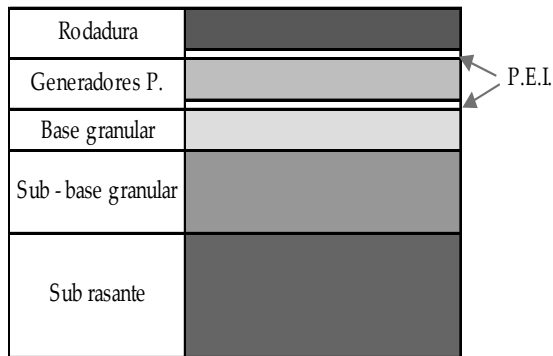 Rodadura
Generadores P.
P.E.I.
Base granular
Sub - base granular
Sub rasante